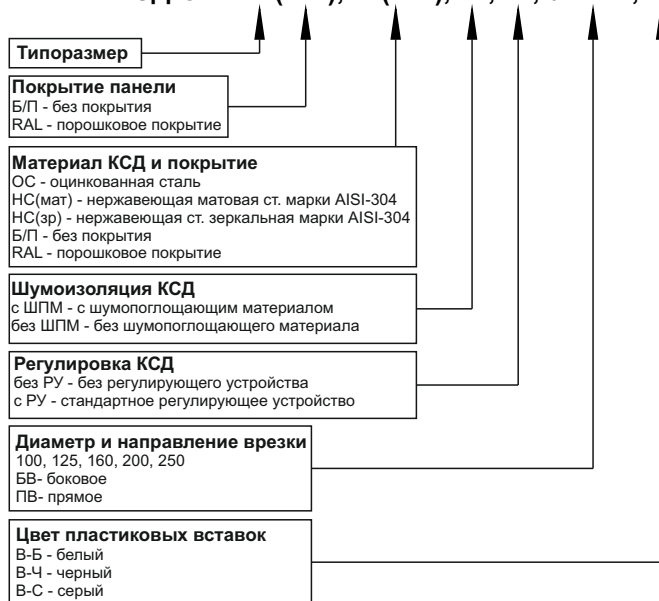 Типоразмер
Покрытие панели
Б/П - без покрытия
RAL - порошковое покрытие
Материал КСД и покрытие
ОС - оцинкованная сталь
НС(мат) - нержавеющая матовая ст. марки AISI-304
НС(зр) - нержавеющая ст. зеркальная марки AISI-304
Б/П - без покрытия
RAL - порошковое покрытие
Шумоизоляция КСД
с ШПМ - с шумопоглощающим материалом
без ШПМ - без шумопоглощающего материала
Регулировка КСД
без РУ - без регулирующего устройства
с РУ - стандартное регулирующее устройство
Диаметр и направление врезки
100, 125, 160, 200, 250
БВ- боковое
ПВ- прямое
Цвет пластиковых вставок
В-Б - белый
В-Ч - черный
В-С - серый